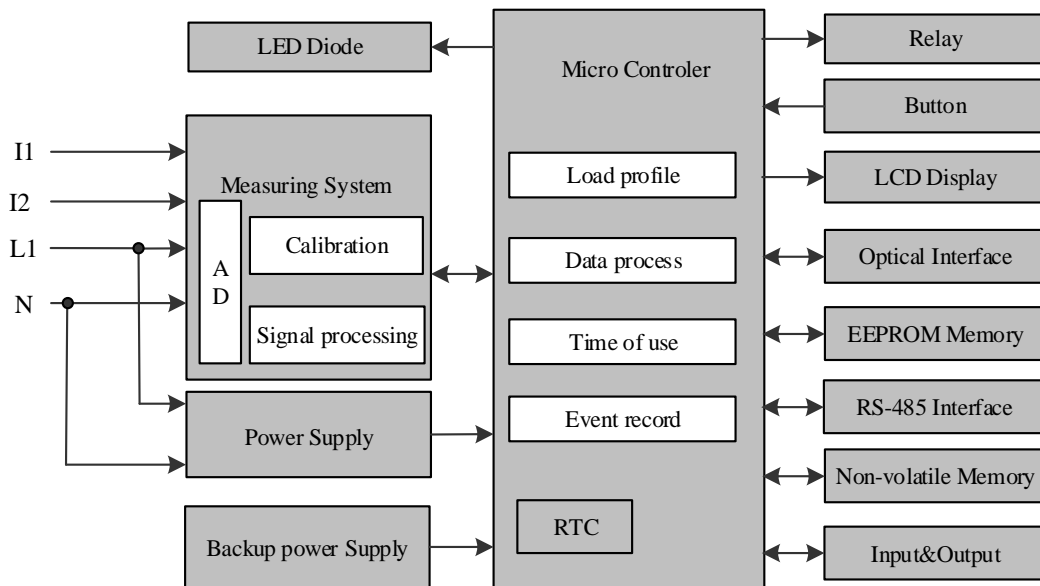 LED Diode
I1
I2
L1
N
Measuring System
A
D
Calibration
Signal processing
Power Supply
Backup power Supply
Micro Controler
Load profile
Data process
Time of use
Event record
RTC
Relay
Button
LCD Display
Optical Interface
EEPROM Memory
RS-485 Interface
Non-volatile Memory
Input&Output